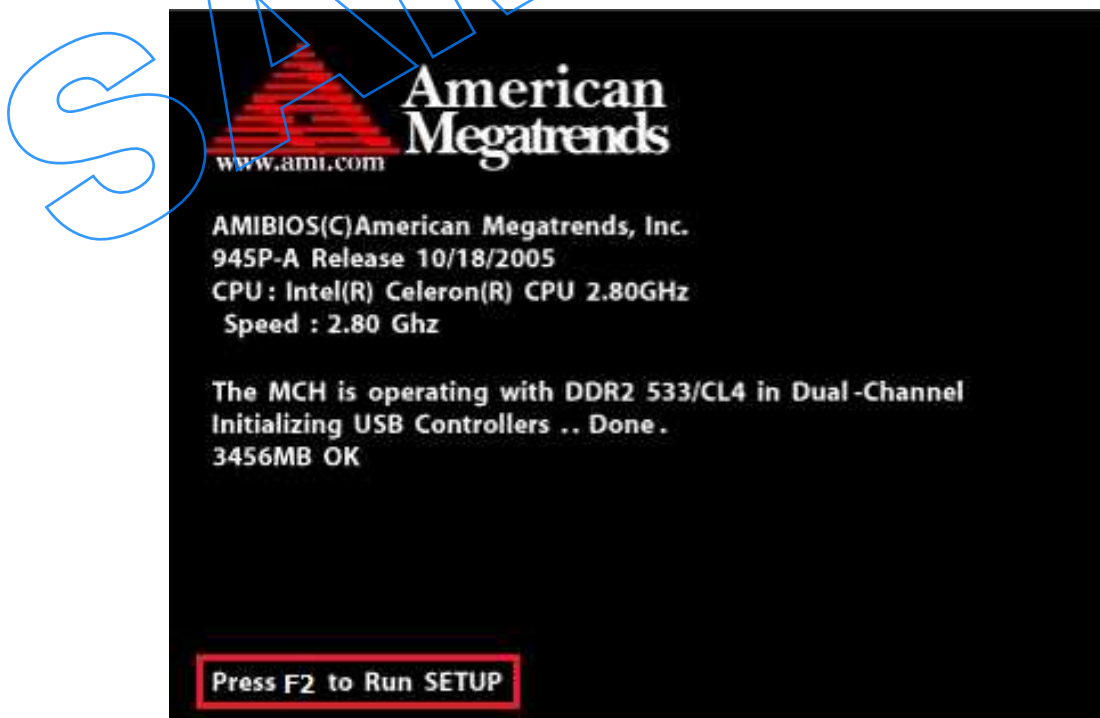 American
Megatrends
www.ami.com
AMIBIOS(C)American Megatrends, Inc.
945P-A Release 10/18/2005
CPU : Intel(R) Celeron(R) CPU 2.80GHz
Speed : 2.80 Ghz
The MCH is operating with DDR2 533/CL4 in Dual-Channel
Initializing USB Controllers .. Done.
3456MB OK
Press F2 to Run SETUP